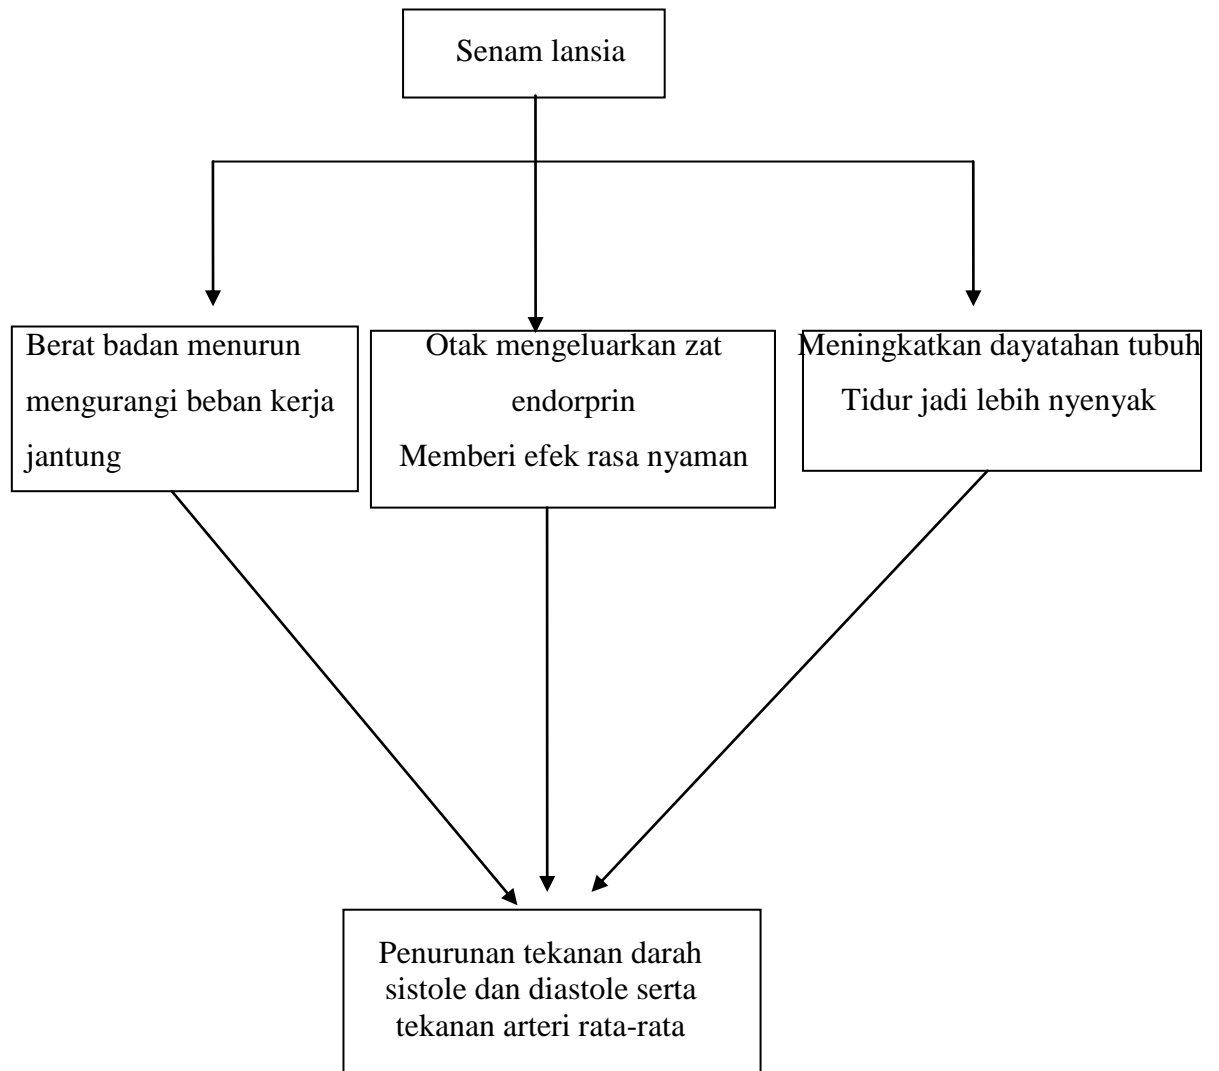 Senam lansia
Berat badan menurun
mengurangi beban kerja
jantung
Otak mengeluarkan zat
endorprin
Memberi efek rasa nyaman
Meningkatkan dayatahan tubuh
Tidur jadi lebih nyenyak
Penurunan tekanan darah
sistole dan diastole serta
tekanan arteri rata-rata